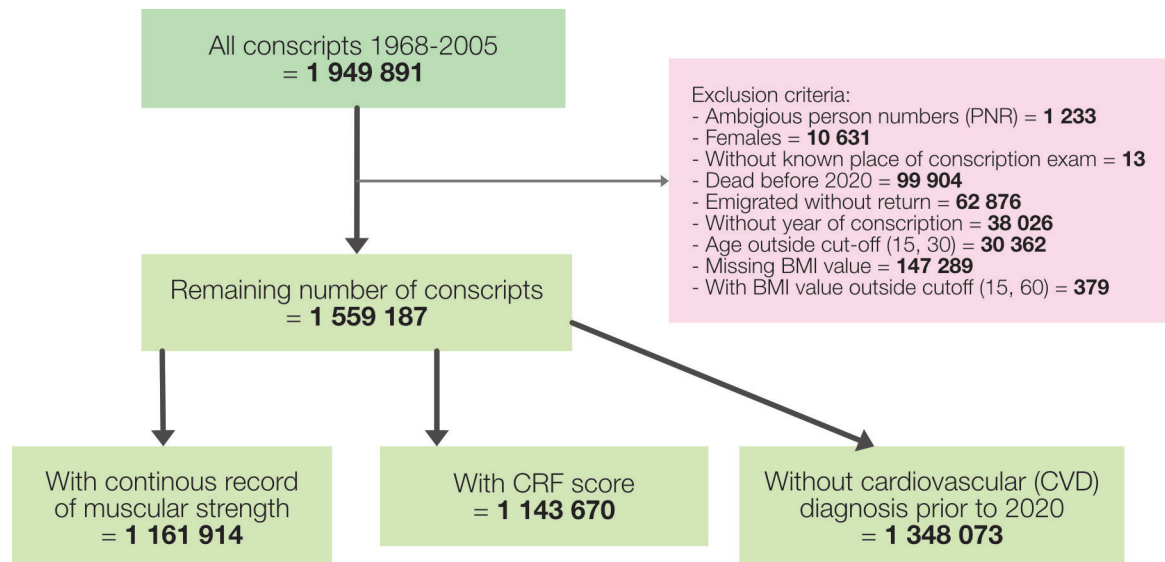 All conscripts 1968-2005
= 1 949 891
Exclusion criteria:
- Ambigious person numbers (PNR) = 1 233
- Females = 10 631
- Without known place of conscription exam = 13
- Dead before 2020 = 99 904
- Emigrated without return = 62 876
- Without year of conscription = 38 026
- Age outside cut-off (15, 30) = 30 362
- Missing BMI value = 147 289
- With BMI value outside cutoff (15, 60) = 379
Remaining number of conscripts
= 1 559 187
With continous record
of muscular strength
= 1 161 914
With CRF score
= 1 143 670
Without cardiovascular (CVD)
diagnosis prior to 2020
= 1 348 073